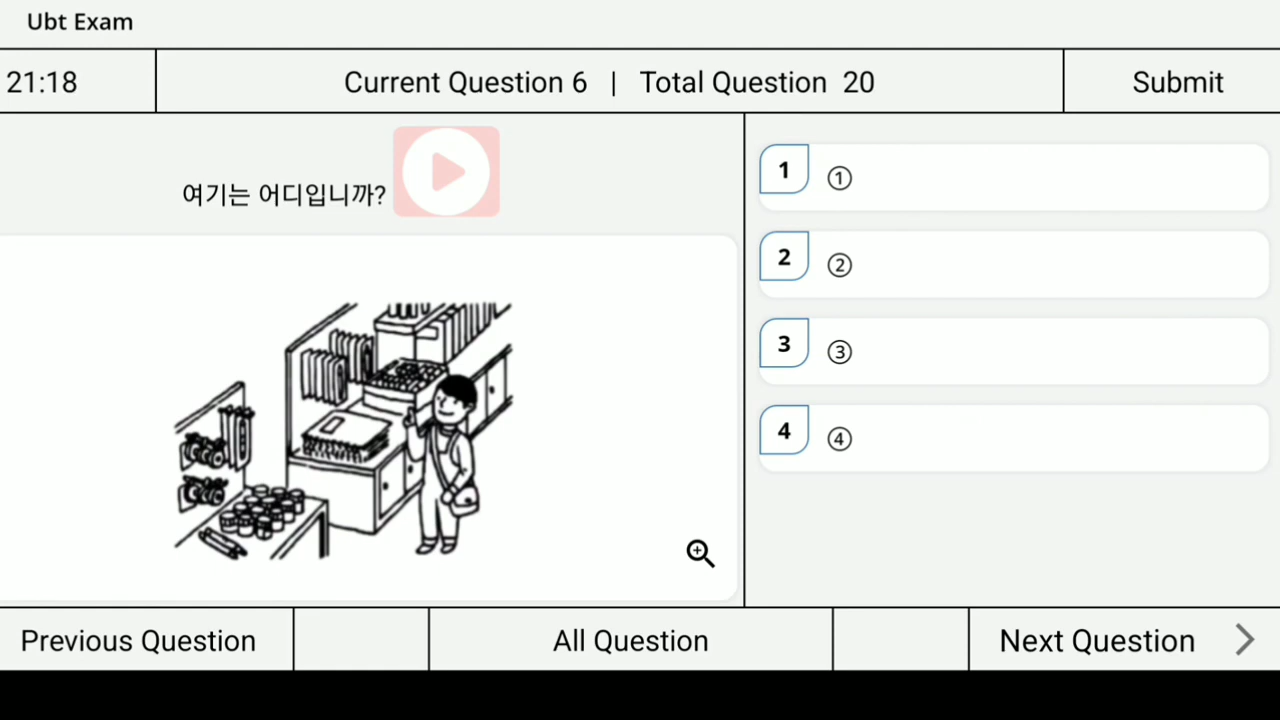 Ubt Exam
21:18
Current Question 6 | Total Question 20
Submit
여기는 어디입니까?
1 ①
2 ②
3 ③
4 ④
Previous Question
All Question
Next Question